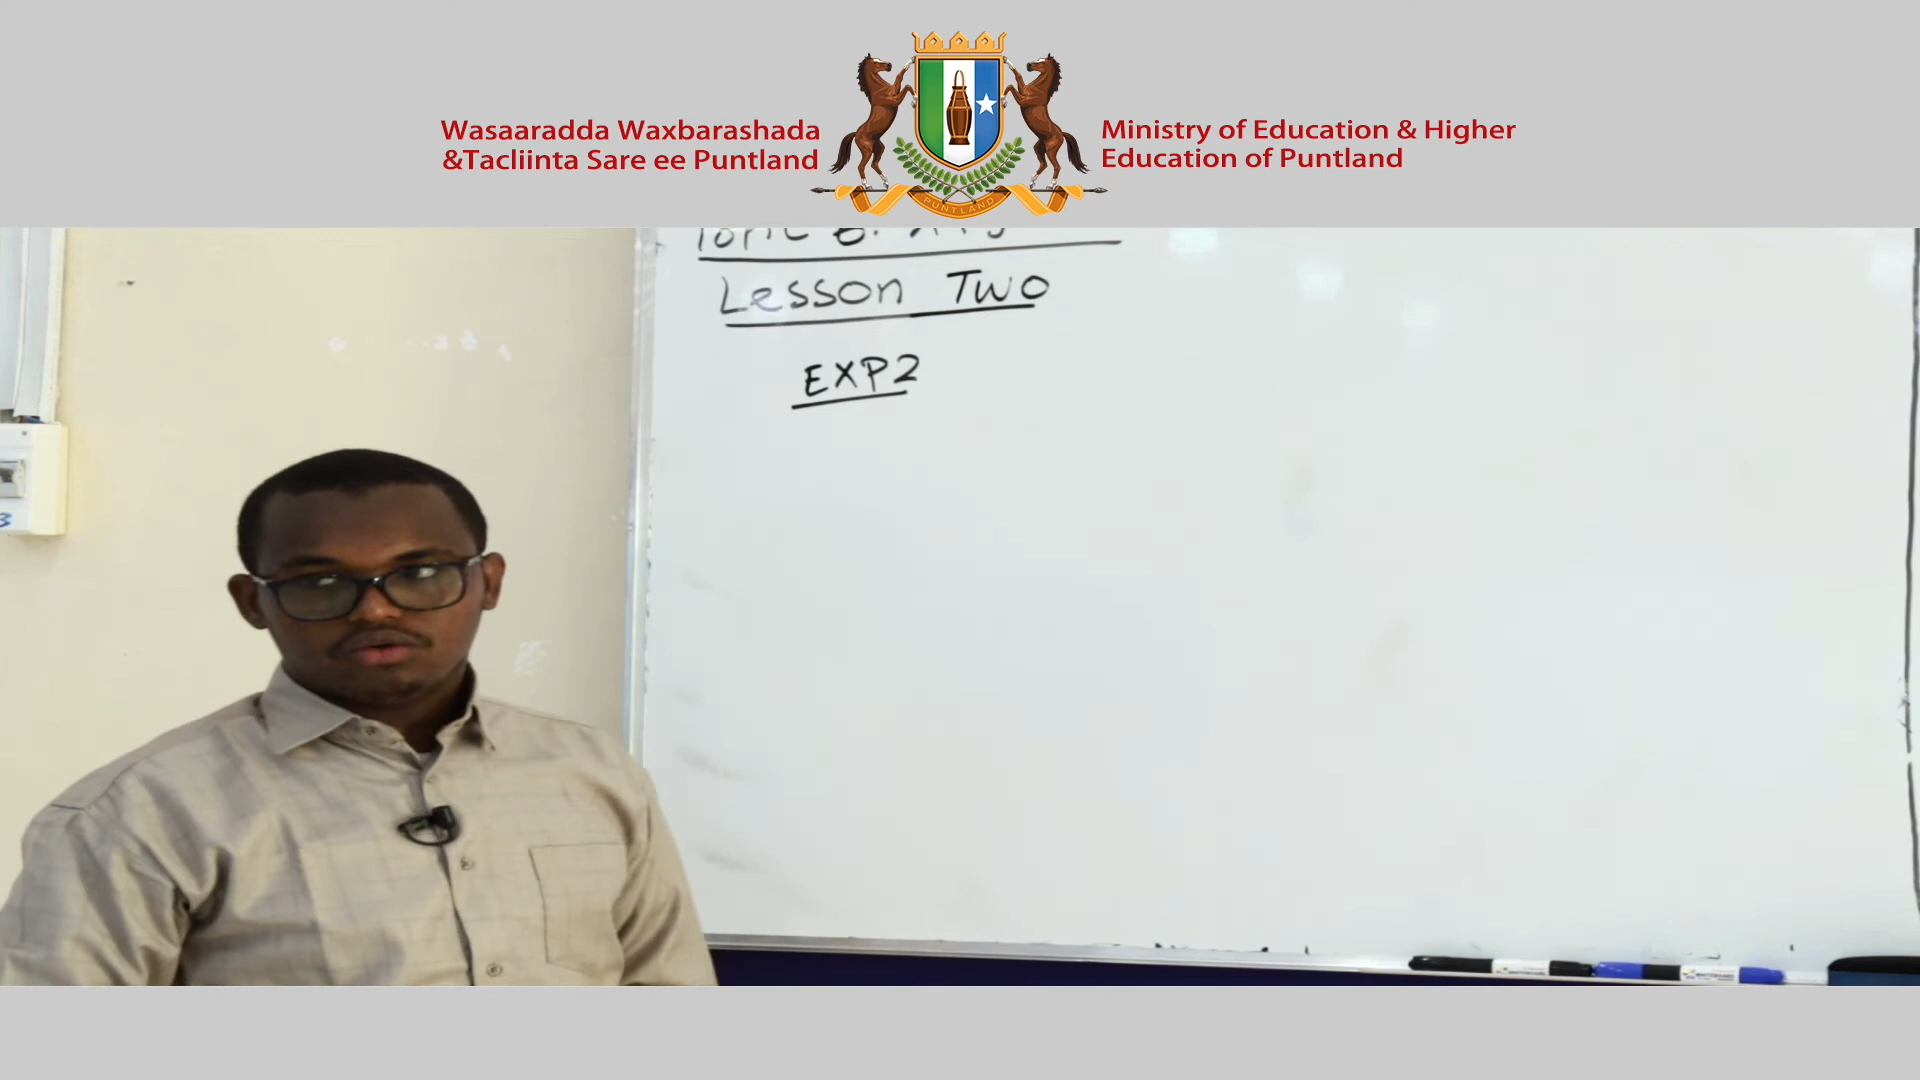 Wasaaradda Waxbarashada
&Tacliinta Sare ee Puntland
Ministry of Education & Higher
Education of Puntland
PUNTLAND
Lesson Two
EXP2